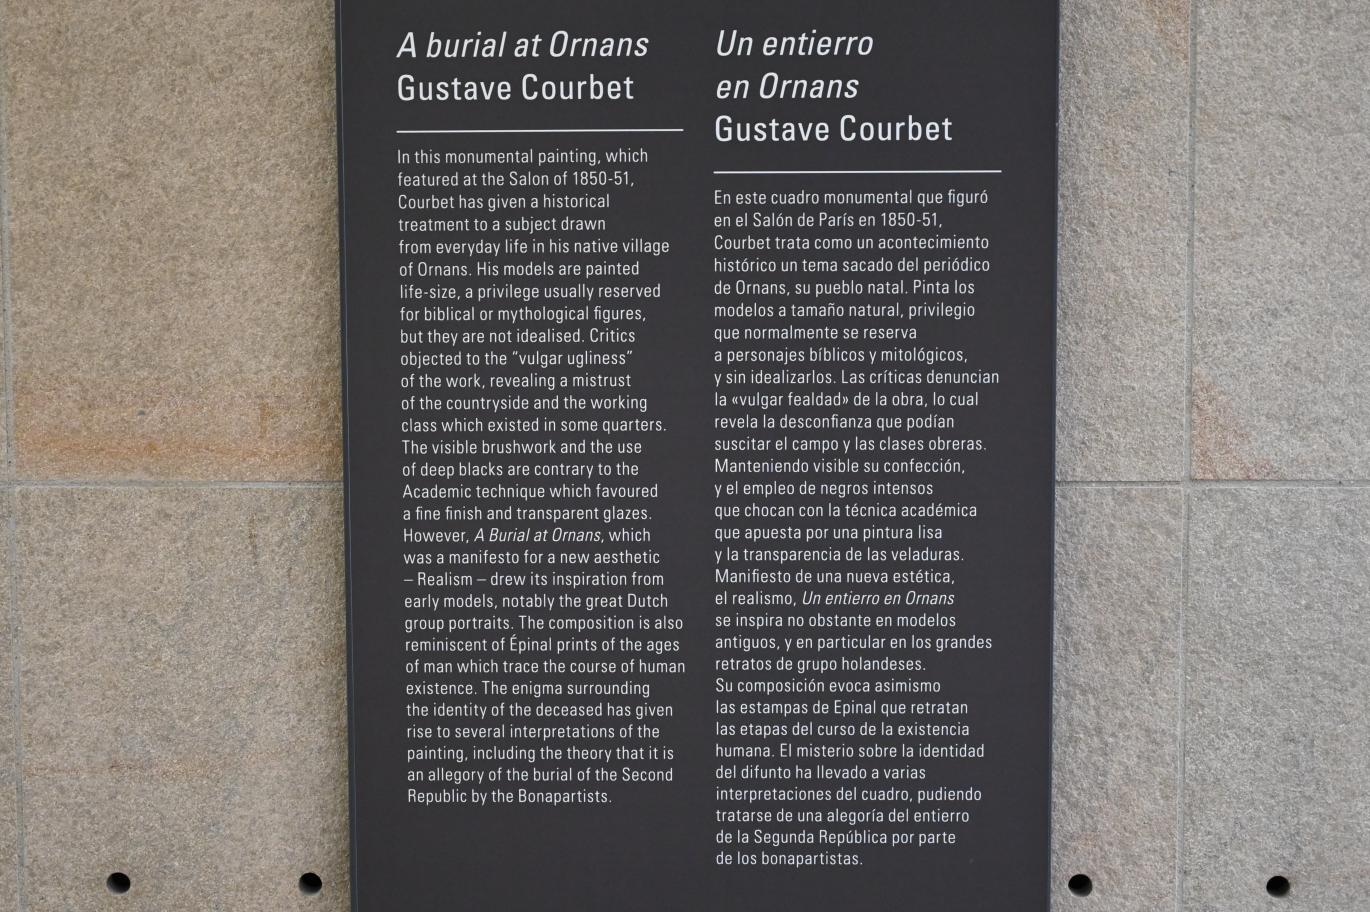 A burial at Ornans
Gustave Courbet
In this monumental painting, which
featured at the Salon of 1850-51,
Courbet has given a historical
treatment to a subject drawn
from everyday life in his native village
of Ornans. His models are painted
life-size, a privilege usually reserved
for biblical or mythological figures,
but they are not idealised. Critics
objected to the “vulgar ugliness”
of the work, revealing a mistrust
of the countryside and the working
class which existed in some quarters.
The visible brushwork and the use
of deep blacks are contrary to the
Academic technique which favoured
a fine finish and transparent glazes.
However, A Burial at Ornans, which
was a manifesto for a new aesthetic
– Realism – drew its inspiration from
early models, notably the great Dutch
group portraits. The composition is also
reminiscent of Épinal prints of the ages
of man which trace the course of human
existence. The enigma surrounding
the identity of the deceased has given
rise to several interpretations of the
painting, including the theory that it is
an allegory of the burial of the Second
Republic by the Bonapartists.
Un entierro
en Ornans
Gustave Courbet
En este cuadro monumental que figuró
en el Salón de París en 1850-51,
Courbet trata como un acontecimiento
histórico un tema sacado del periódico
de Ornans, su pueblo natal. Pinta los
modelos a tamaño natural, privilegio
que normalmente se reserva
a personajes bíblicos y mitológicos,
y sin idealizarlos. Las críticas denuncian
la «vulgar fealdad» de la obra, lo cual
revela la desconfianza que podían
suscitar el campo y las clases obreras.
Manteniendo visible su confección,
y el empleo de negros intensos
que chocan con la técnica académica
que apuesta por una pintura lisa
y la transparencia de las veladuras.
Manifiesto de una nueva estética,
el realismo, Un entierro en Ornans
se inspira no obstante en modelos
antiguos, y en particular en los grandes
retratos de grupo holandeses.
Su composición evoca asimismo
las estampas de Epinal que retratan
las etapas del curso de la existencia
humana. El misterio sobre la identidad
del difunto ha llevado a varias
interpretaciones del cuadro, pudiendo
tratarse de una alegoría del entierro
de la Segunda República por parte
de los bonapartistas.